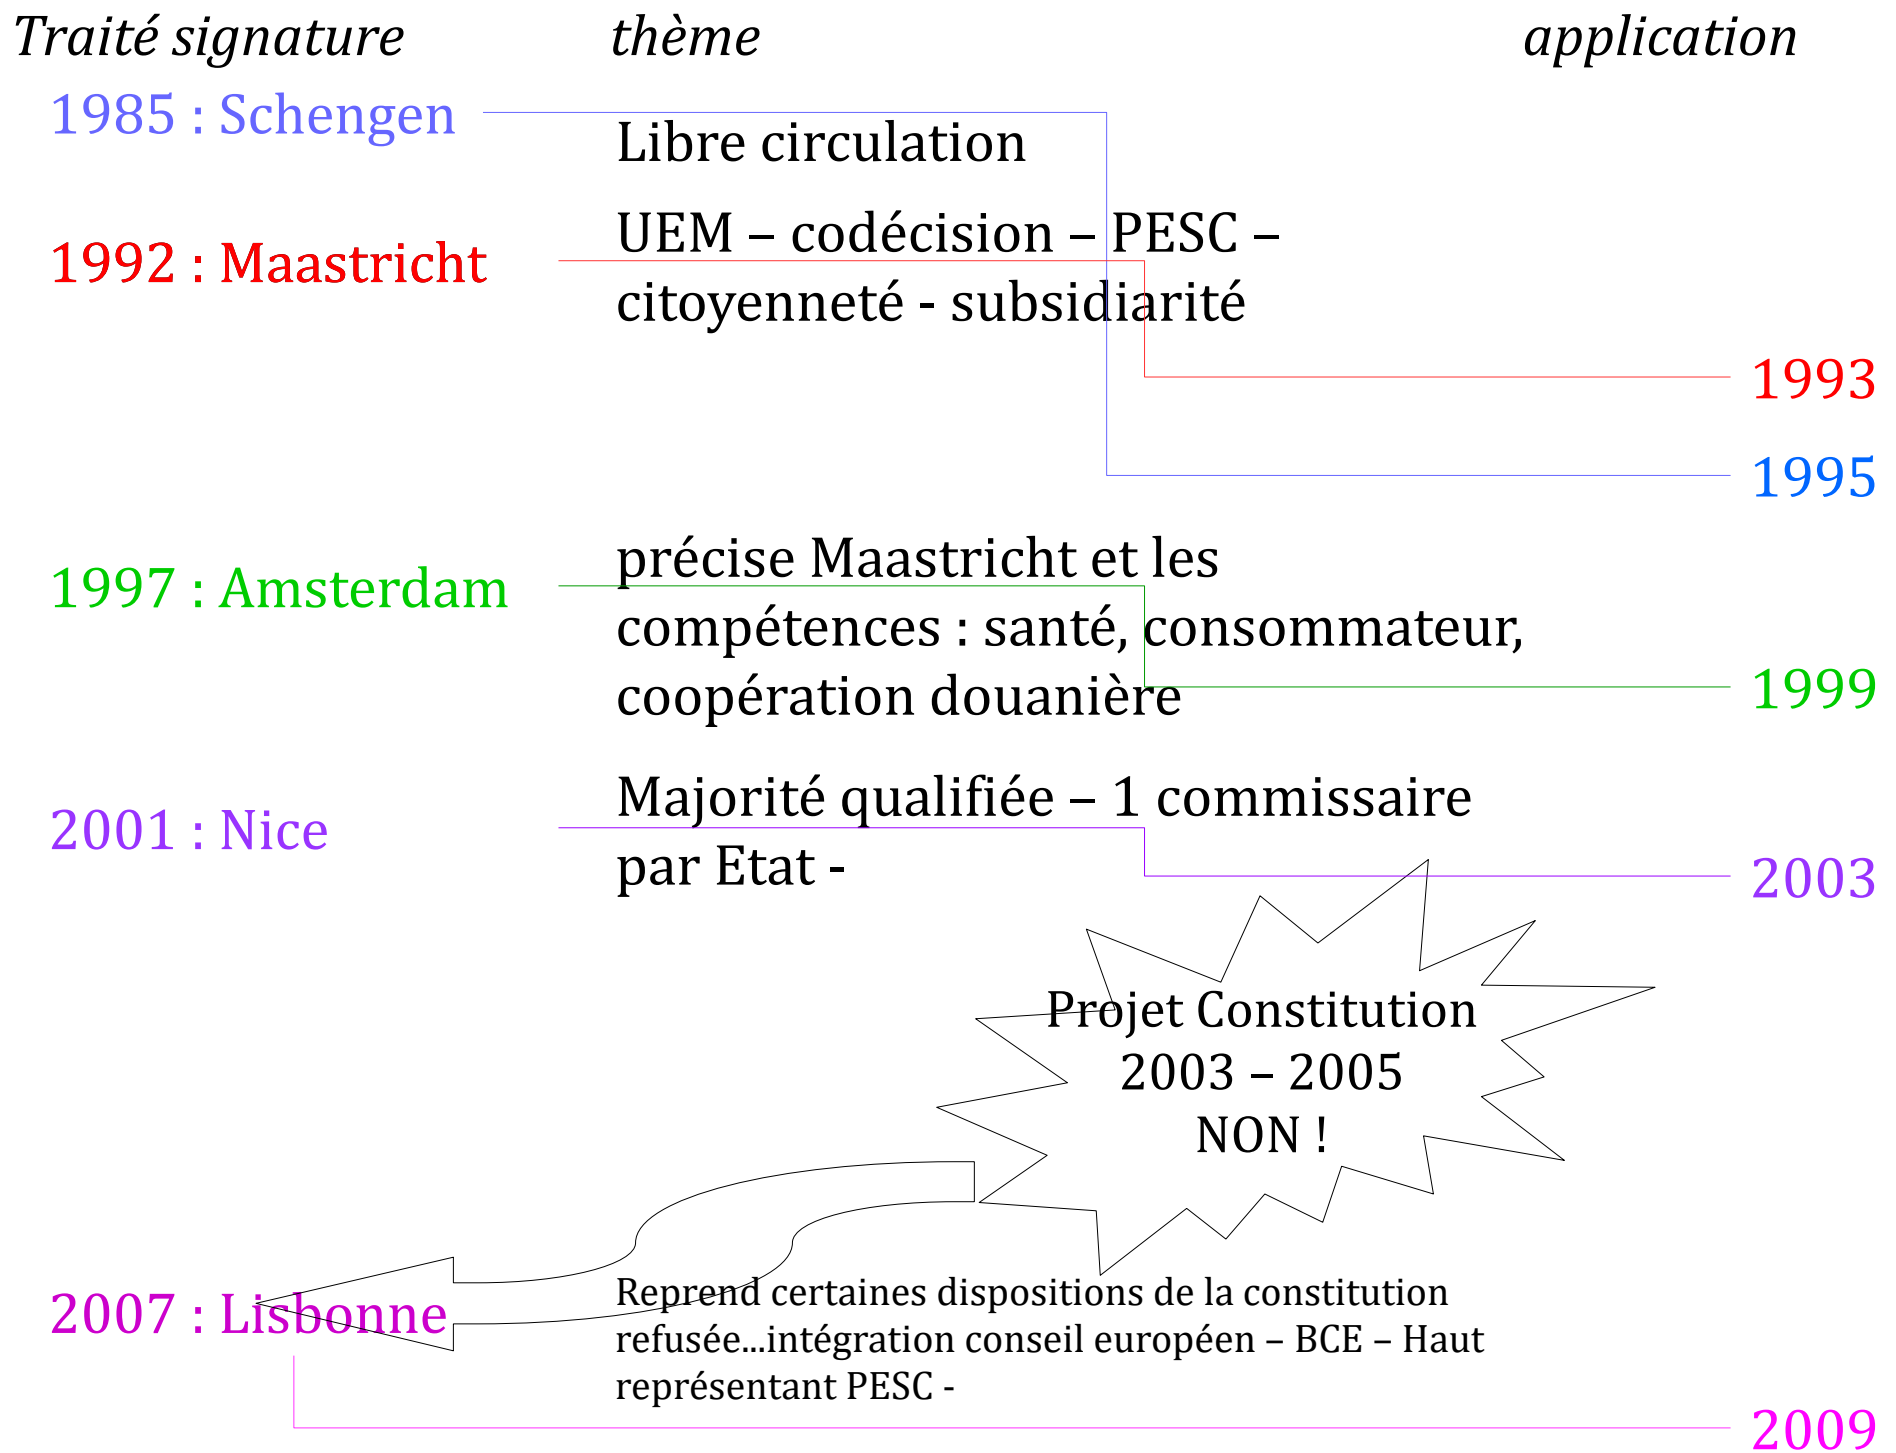 Traité signature thème application
1985 : Schengen
Libre circulation
1992 : Maastricht
UEM – codécision – PESC –
citoyenneté - subsidiarité
1993
1995
1997 : Amsterdam
précise Maastricht et les
compétences : santé, consommateur,
coopération douanière
1999
2001 : Nice
Majorité qualifiée – 1 commissaire
par Etat -
2003
Projet Constitution
2003 – 2005
NON !
2007 : Lisbonne
Reprend certaines dispositions de la constitution
refusée...intégration conseil européen – BCE – Haut
représentant PESC -
2009